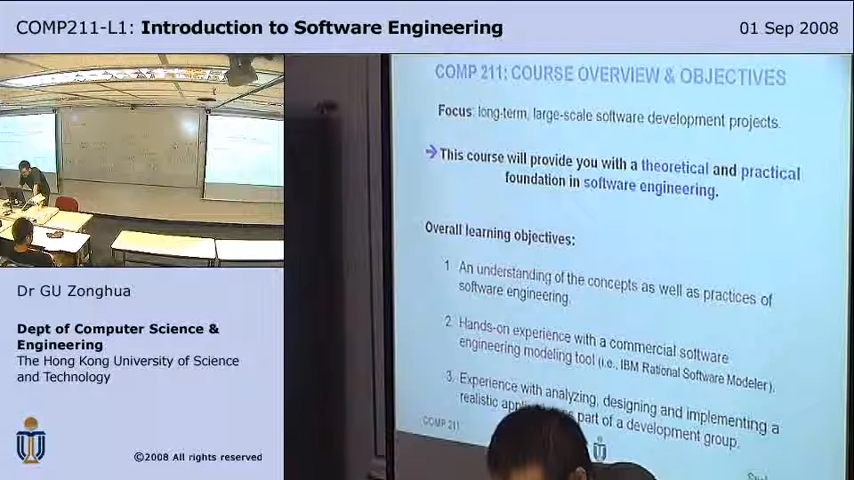 COMP211-L1: Introduction to Software Engineering
01 Sep 2008
COMP 211: COURSE OVERVIEW & OBJECTIVES
Focus: long-term, large-scale software development projects.
This course will provide you with a theoretical and practical
foundation in software engineering.
Overall learning objectives:
1 An understanding of the concepts as well as practices of
software engineering.
2. Hands-on experience with a commercial software
engineering modeling tool (i.e., IBM Rational Software Modeler).
3. Experience with analyzing, designing and implementing a
realistic part of a development group.
COMP 211
Dr GU Zonghua
Dept of Computer Science &
Engineering
The Hong Kong University of Science
and Technology
©2008 All rights reserved